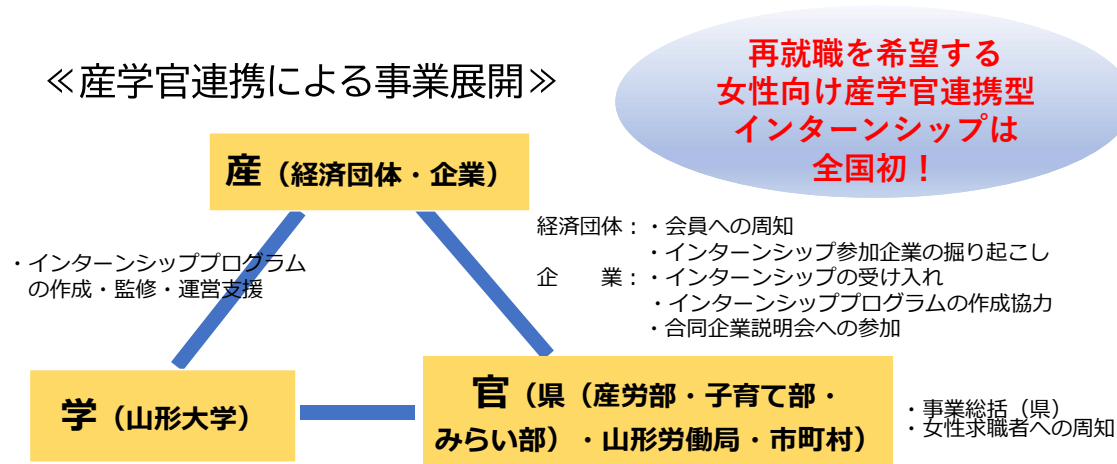 ≪産学官連携による事業展開≫
再就職を希望する
女性向け産学官連携型
インターンシップは
全国初！
産（経済団体・企業）
経済団体：・会員への周知
・インターンシップ参加企業の掘り起こし
企　　業：・インターンシップの受け入れ
・インターンシッププログラムの作成協力
・合同企業説明会への参加
・インターンシッププログラム
の作成・監修・運営支援
学（山形大学）
官（県（産労部・子育て部・
みらい部）・山形労働局・市町村）
・事業総括（県）
・女性求職者への周知